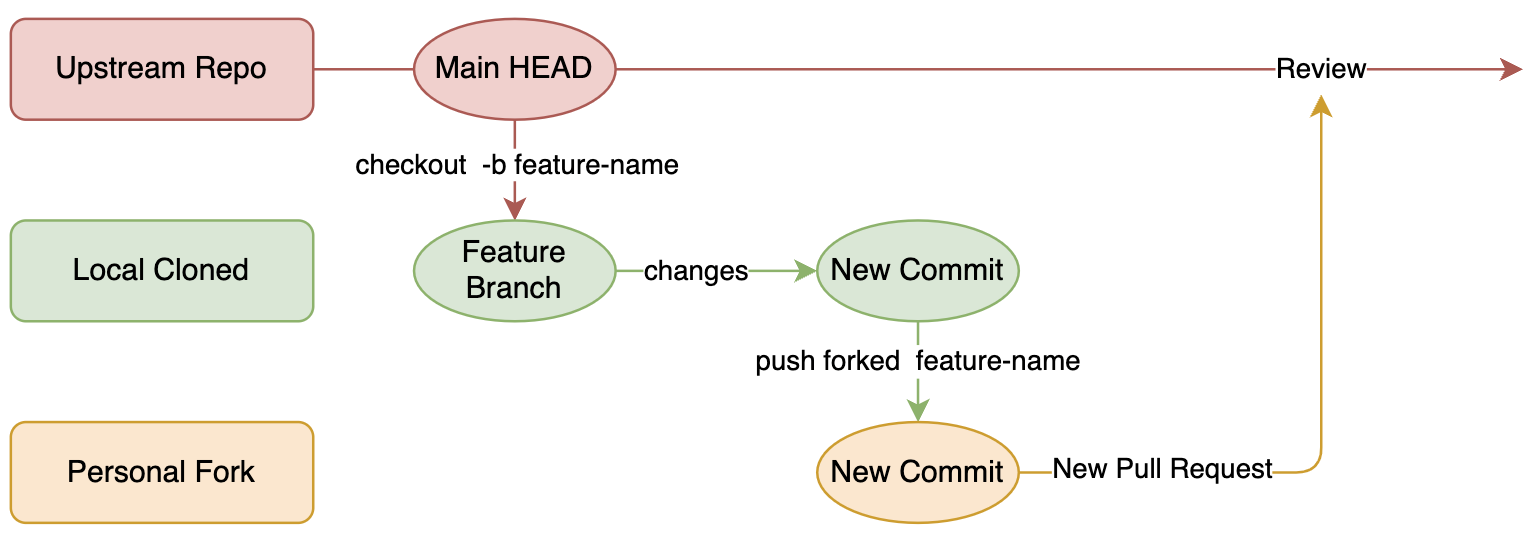 Upstream Repo
Main HEAD
Review
checkout  -b feature-name
Local Cloned
Feature
Branch
changes
New Commit
push forked  feature-name
Personal Fork
New Commit
New Pull Request